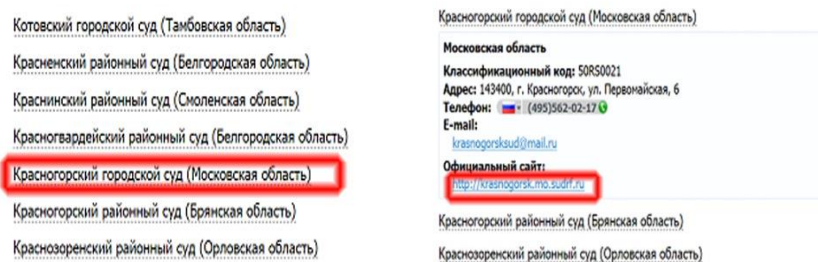 Котовский городской суд (Тамбовская область)
Красненский районный суд (Белгородская область)
Краснинский районный суд (Смоленская область)
Красногвардейский районный суд (Белгородская область)
Красногорский городской суд (Московская область)
Красногорский районный суд (Брянская область)
Краснозоренский районный суд (Орловская область)
Красногорский городской суд (Московская область)
Московская область
Классификационный код: 50RS0021
Адрес: 143400, г. Красногорск, ул. Первомайская, 6
Телефон: (495)562-02-17
E-mail:
krasnogorsksud@mail.ru
Официальный сайт:
http://krasnogorsk.mo.sudrf.ru
Красногорский районный суд (Брянская область)
Краснозоренский районный суд (Орловская область)